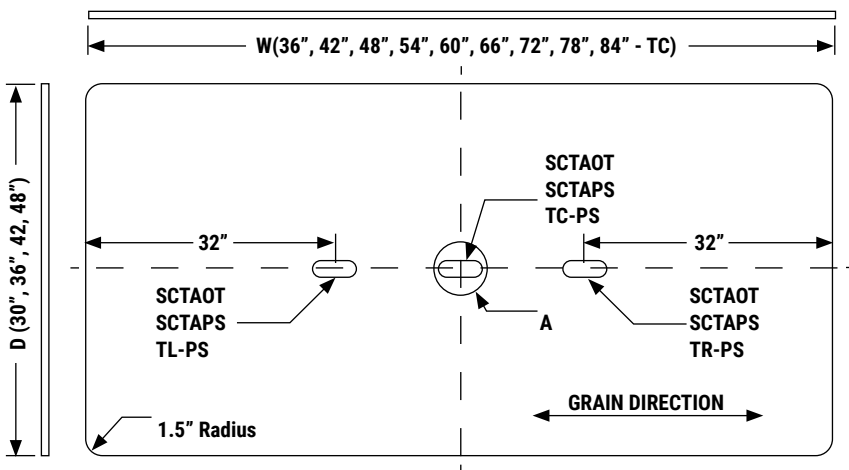 W(36”, 42”, 48”, 54”, 60”, 66”, 72”, 78”, 84” - TC)
D (30”, 36”, 42, 48”)
SCTAOT
SCTAPS
TC-PS
32”
32”
SCTAOT
SCTAPS
TL-PS
A
SCTAOT
SCTAPS
TR-PS
GRAIN DIRECTION
1.5” Radius